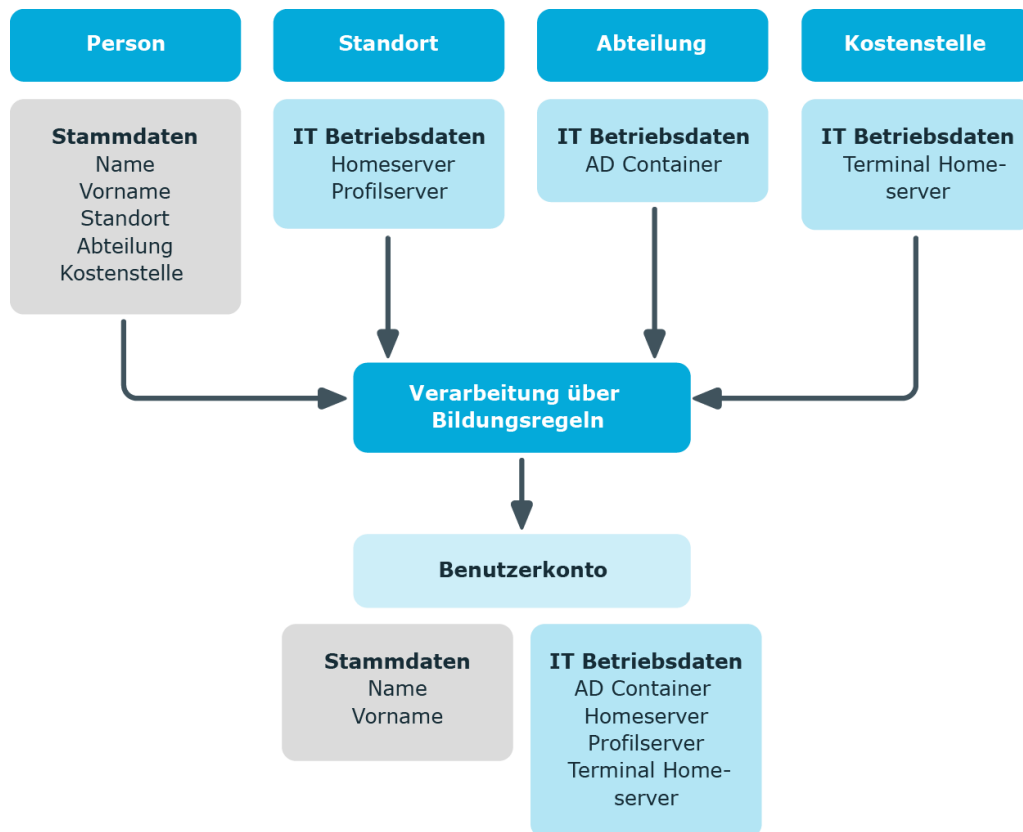 Person
Standort
Abteilung
Kostenstelle
Stammdaten
Name
Vorname
Standort
Abteilung
Kostenstelle
IT Betriebsdaten
Homeserver
Profilserver
IT Betriebsdaten
AD Container
IT Betriebsdaten
Terminal Home-
server
Verarbeitung über
Bildungsregeln
Benutzerkonto
Stammdaten
Name
Vorname
IT Betriebsdaten
AD Container
Homeserver
Profilserver
Terminal Home-
server